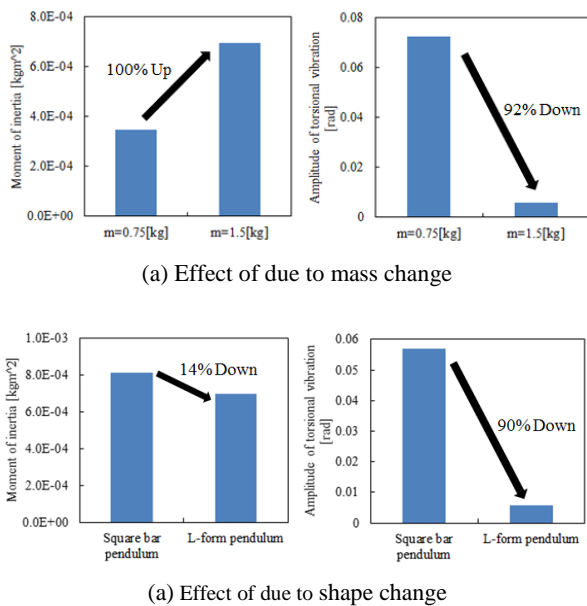 8.0E-04
6.0E-04
4.0E-04
2.0E-04
0.0E+00
Moment of inertia [kgm^2]
100% Up
m=0.75[kg]
m=1.5[kg]
0.08
0.06
0.04
0.02
0
Amplitude of torsional vibration
[rad]
92% Down
m=0.75[kg]
m=1.5[kg]
(a) Effect of due to mass change
1.0E-03
8.0E-04
6.0E-04
4.0E-04
2.0E-04
0.0E+00
Moment of inertia [kgm^2]
14% Down
Square bar
pendulum
L-form pendulum
0.06
0.05
0.04
0.03
0.02
0.01
0
Amplitude of torsional vibration
[rad]
90% Down
Square bar
pendulum
L-form pendulum
(a) Effect of due to shape change